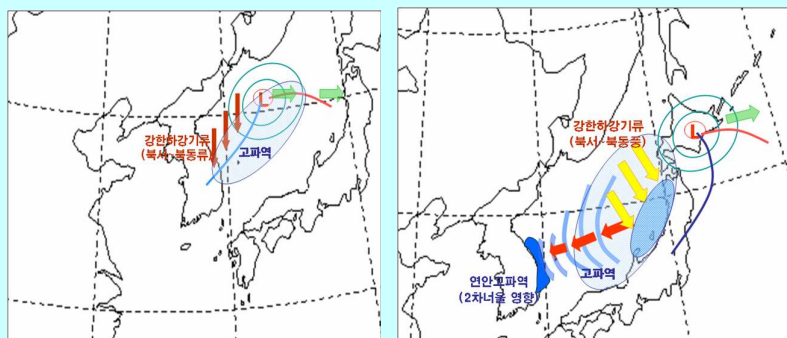 L
강한하강기류
(북서-북동류)
고파역
L
강한하강기류
(북서-북동풍)
고파역
연안고파역
(2차너울 영향)